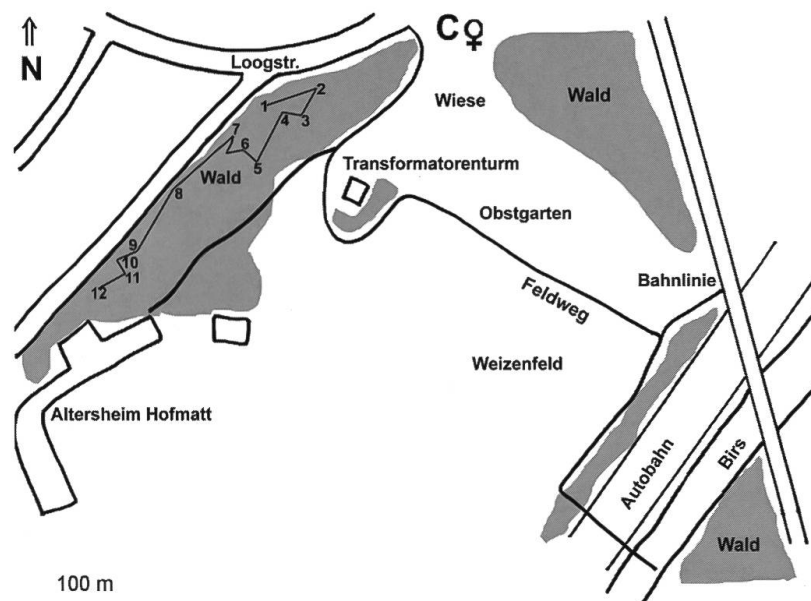 ⇑
N
C♀
Loogstr.
Wiese
Wald
1
2
3
4
5
6
7
8
9
10
11
12
Wald
Transformatorenturm
Obstgarten
Feldweg
Bahnlinie
Weizenfeld
Altersheim Hofmatt
Autobahn
Birs
Wald
100 m